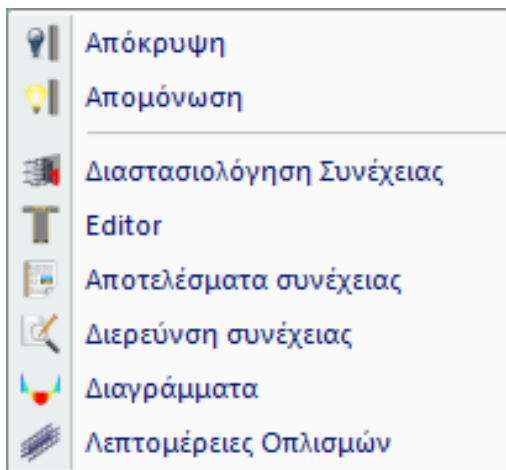 Απόκρυψη
Απομόνωση
Διαστασιολόγηση Συνέχειας
Editor
Αποτελέσματα συνέχειας
Διερεύνση συνέχειας
Διαγράμματα
Λεπτομέρειες Οπλισμών